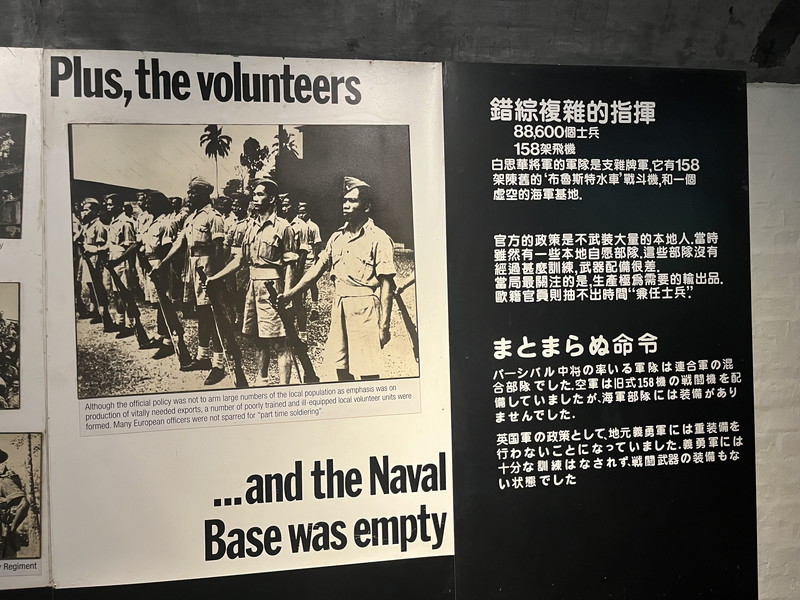 Plus, the volunteers
Although the official policy was not to arm large numbers of the local population as emphasis was on
production of vitally needed exports, a number of poorly trained and ill-equipped local volunteer units were
formed. Many European officers were not sparred for "part time soldiering".
...and the Naval
Base was empty
Regiment
錯綜複雜的指揮
88,600個士兵
158架飛機
白思華將軍的軍隊是支雜牌軍,它有158
架陳舊的‘布魯斯特水車’戰斗機,和一個
虛空的海軍基地.
官方的政策是不武装大量的本地人,當時
雖然有一些本地自愿部隊,這些部隊沒有
經過甚麼訓練,武器配備很差.
當局最關注的是,生產極爲需要的輸出品.
歐籍官員則抽不出時間“兼任士兵”.
まとまらぬ命令
パーシバル中将の率いる軍隊は連合軍の混
合部隊でした.空軍は旧式158機の戦闘機を配
備していましたが,海軍部隊には装備があり
ませんでした.
英国軍の政策として,地元義勇軍には重装備を
行わないことになっていました.義勇軍には
十分な訓練はなされず,戦闘武器の装備もな
い状態でした